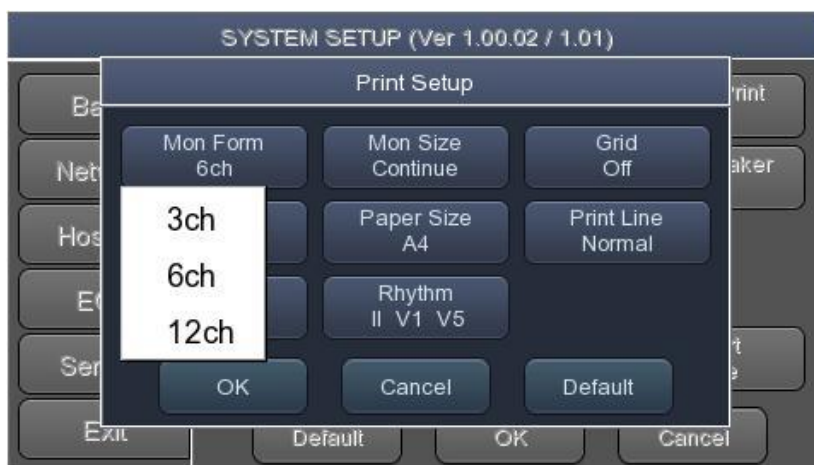 SYSTEM SETUP (Ver 1.00.02 / 1.01)
Print Setup
Mon Form
6ch
Mon Size
Continue
Grid
Off
3ch
6ch
12ch
Paper Size
A4
Print Line
Normal
Rhythm
II V1 V5
OK
Cancel
Default
Exit
Default
OK
Cancel